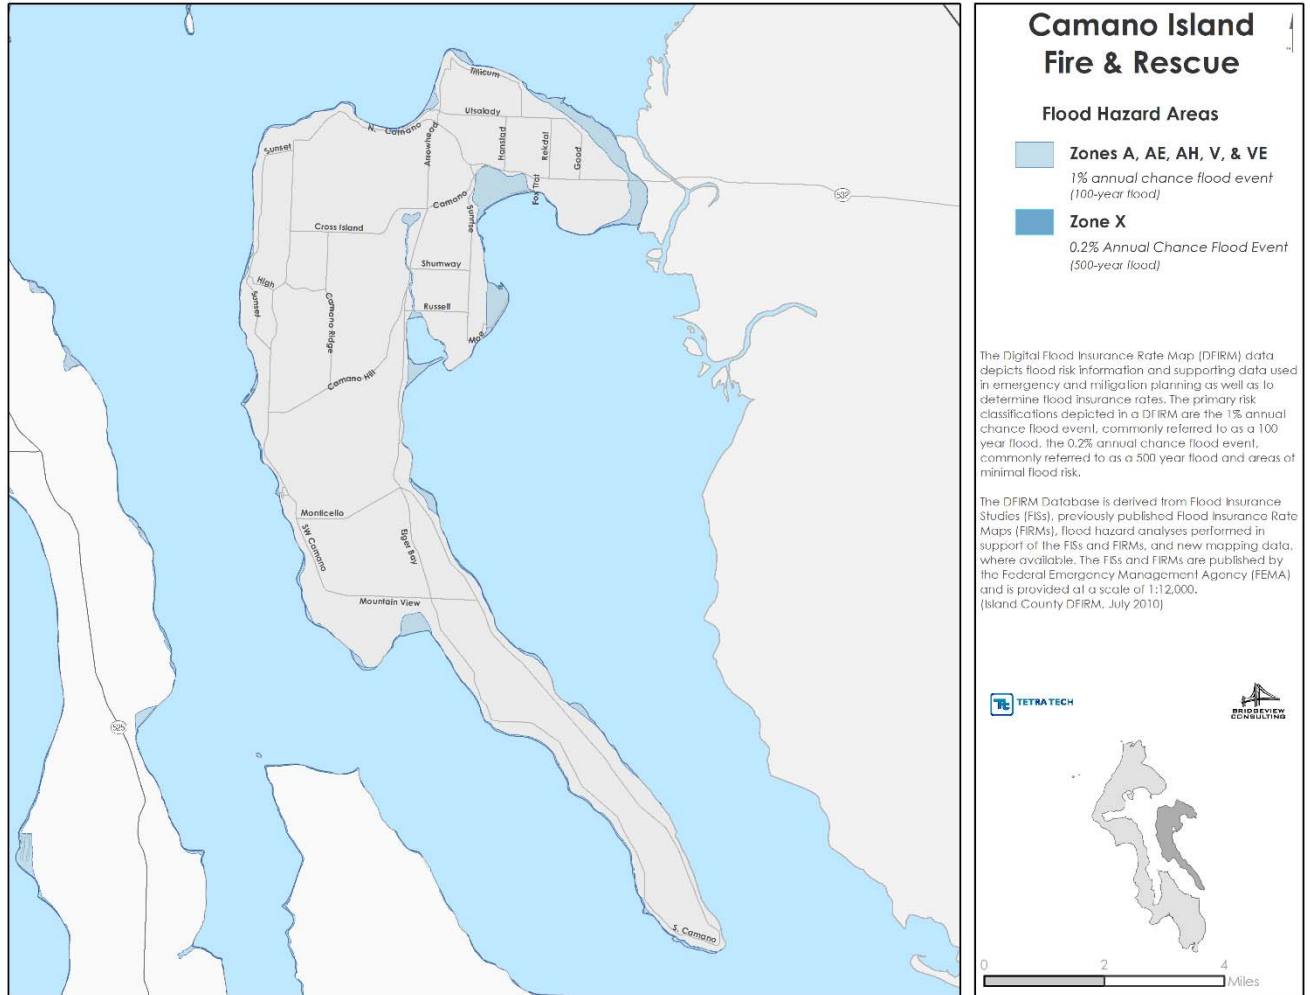 Camano Island
Fire & Rescue
Flood Hazard Areas
Zones A, AE, AH, V, & VE
1% annual chance flood event
(100-year flood)
Zone X
0.2% Annual Chance Flood Event
(500-year flood)
The Digital Flood Insurance Rate Map (DFIRM) data
depicts flood risk information and supporting data used
in emergency and mitigation planning as well as to
determine flood insurance rates. The primary risk
classifications depicted in a DFIRM are the 1% annual
chance flood event, commonly referred to as a 100
year flood, the 0.2% annual chance flood event,
commonly referred to as a 500 year flood and areas of
minimal flood risk.
The DFIRM Database is derived from Flood Insurance
Studies (FISs), previously published Flood Insurance Rate
Maps (FIRMs), flood hazard analyses performed in
support of the FISs and FIRMs, and new mapping data,
where available. The FISs and FIRMs are published by
the Federal Emergency Management Agency (FEMA)
and is provided at a scale of 1:12,000.
(Island County DFIRM, July 2010)
TETRA TECH
BRIDGEVIEW
CONSULTING
0 2 4
Miles
Tillicum
Utsalady
N. Camano
Arrowhead
Hanstad
Rekdal
Good
Sunset
Fox Trot
532
Camano
Sunrise
Cross Island
Shumway
High
Sunset
Camano Ridge
Russell
Moe
Camano Hill
Monticello
SW Camano
Elger Bay
Mountain View
525
S. Camano